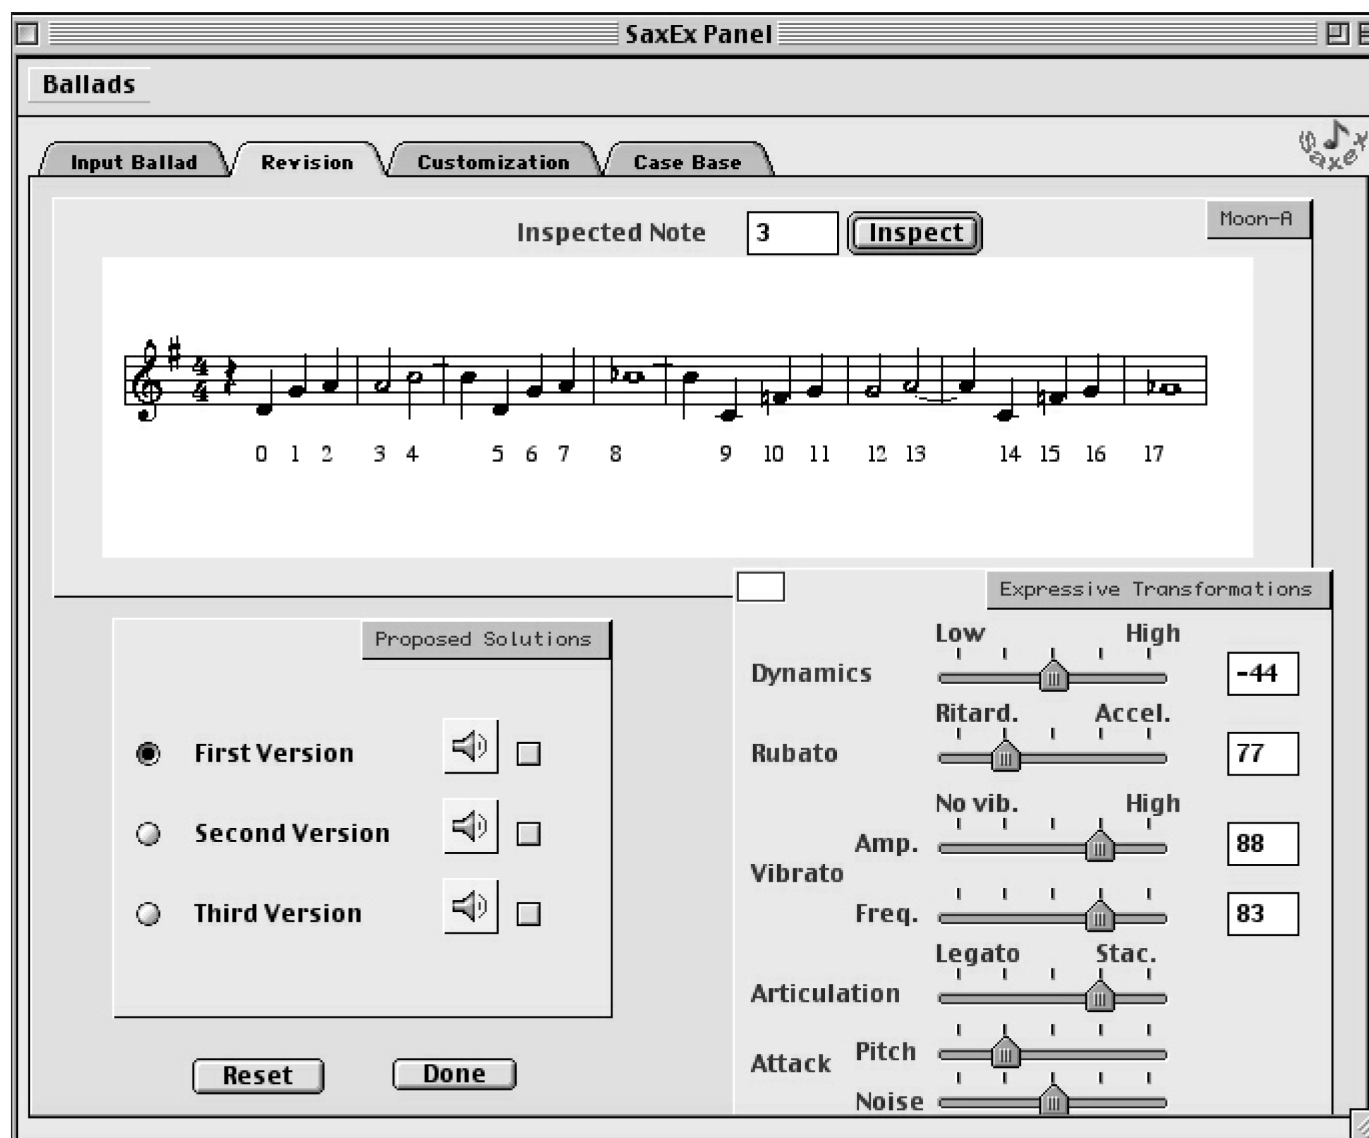 SaxEx Panel
Ballads
Input Ballad Revision Customization Case Base
Saxex
Inspected Note 3 Inspect Moon-A
4
4
0 1 2 3 4 5 6 7 8 9 10 11 12 13 14 15 16 17
Proposed Solutions
First Version
Second Version
Third Version
Reset Done
Expressive Transformations
Low High
Dynamics -44
Ritard. Accel.
Rubato 77
No vib. High
Amp. 88
Vibrato
Freq. 83
Legato Stac.
Articulation
Attack Pitch
Noise